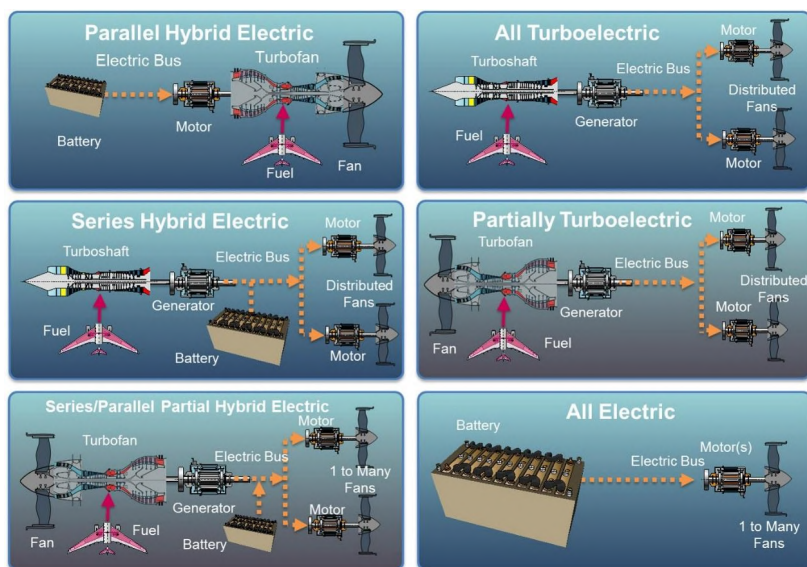 Parallel Hybrid Electric
Electric Bus
Turbofan
Battery
Motor
Fuel
Fan
All Turboelectric
Motor
Turboshaft
Electric Bus
Distributed
Fans
Fuel
Generator
Motor
Series Hybrid Electric
Motor
Turboshaft
Electric Bus
Distributed
Fans
Generator
Fuel
Battery
Motor
Partially Turboelectric
Motor
Turbofan
Electric Bus
Distributed
Fans
Generator
Fan
Fuel
Motor
Series/Parallel Partial Hybrid Electric
Motor
Turbofan
Electric Bus
1 to Many
Fans
Generator
Motor
Fan
Fuel
Battery
All Electric
Battery
Motor(s)
Electric Bus
1 to Many
Fans